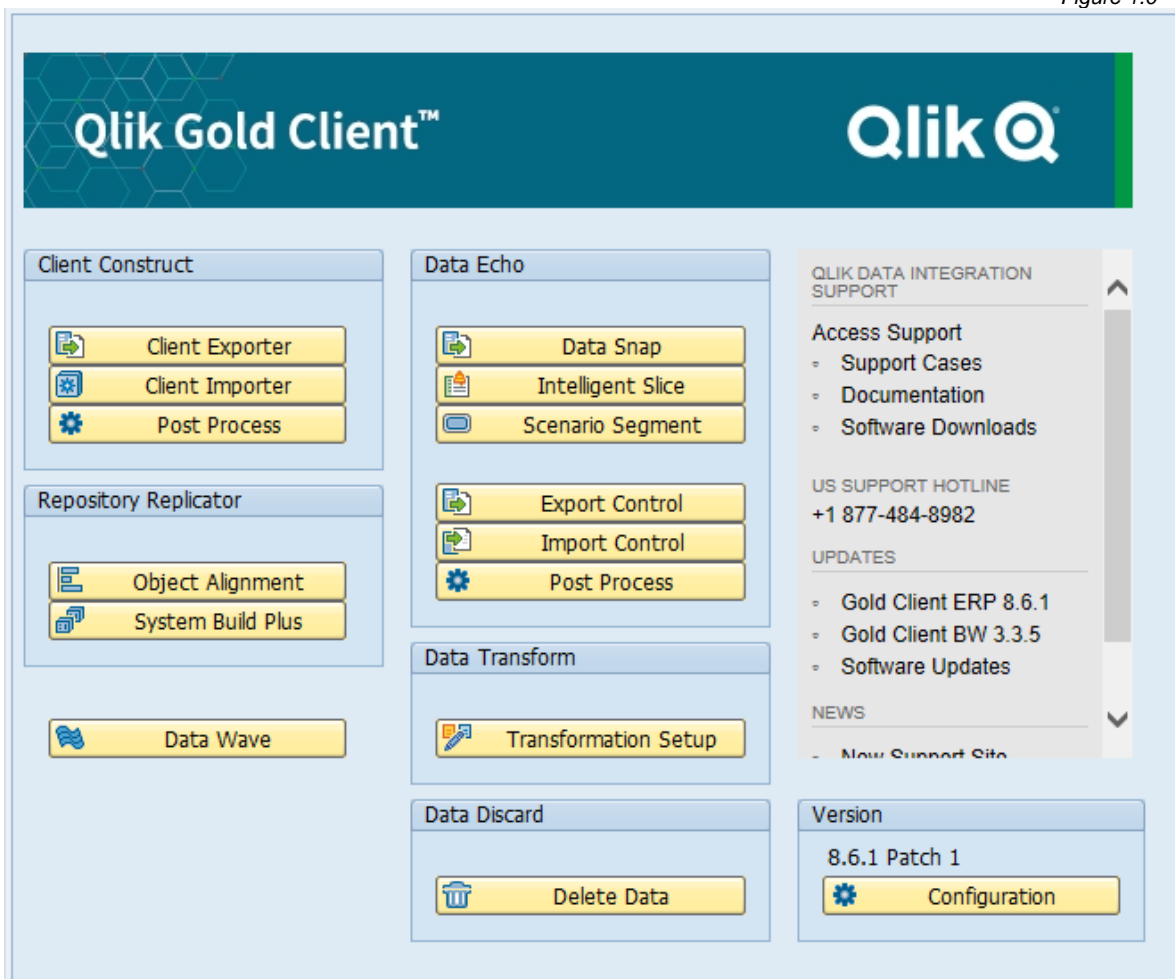 Qlik Gold Client™
Qlik
Client Construct
Client Exporter
Client Importer
Post Process
Repository Replicator
Object Alignment
System Build Plus
Data Wave
Data Echo
Data Snap
Intelligent Slice
Scenario Segment
Export Control
Import Control
Post Process
Data Transform
Transformation Setup
Data Discard
Delete Data
QLIK DATA INTEGRATION
SUPPORT
Access Support
Support Cases
Documentation
Software Downloads
US SUPPORT HOTLINE
+1 877-484-8982
UPDATES
Gold Client ERP 8.6.1
Gold Client BW 3.3.5
Software Updates
NEWS
New Support Site
Version
8.6.1 Patch 1
Configuration